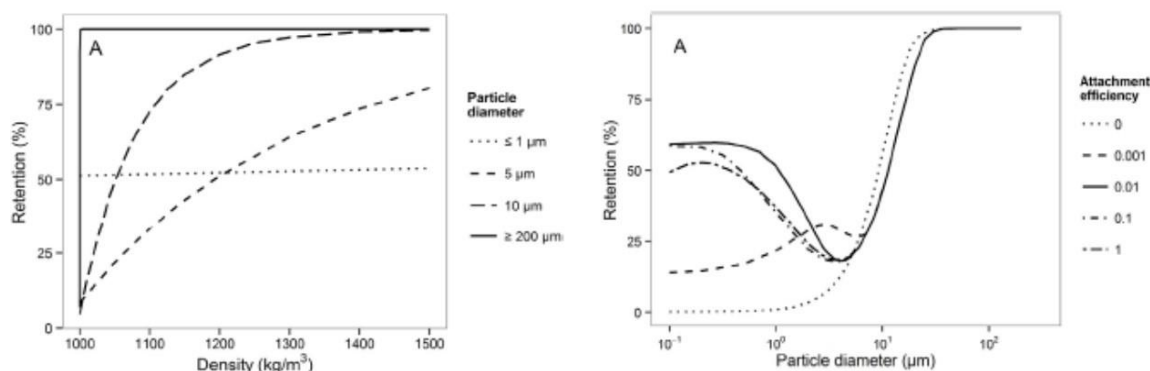 A
100
75
50
25
0
Retention (%)
1000 1100 1200 1300 1400 1500
Density (kg/m³)
Particle
diameter
≤ 1 µm
5 µm
10 µm
≥ 200 µm
A
100
75
50
25
0
Retention (%)
10⁻¹ 10⁰ 10¹ 10²
Particle diameter (µm)
Attachment
efficiency
0
0.001
0.01
0.1
1